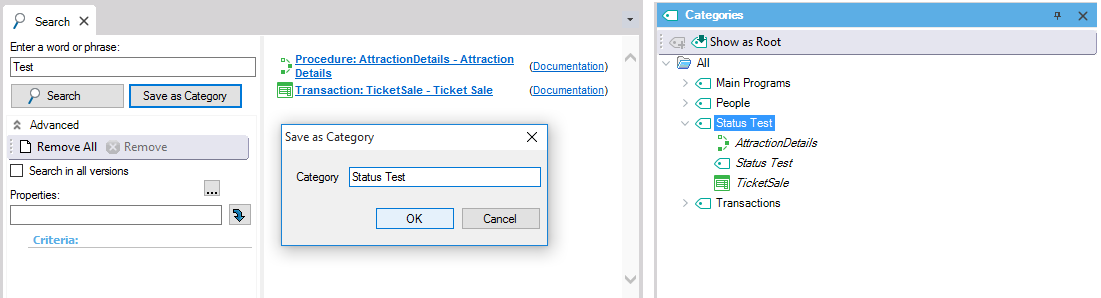 Search
Enter a word or phrase:
Test
Search
Save as Category
Advanced
Remove All
Remove
Search in all versions
...
Properties:
Criteria:
Procedure: AttractionDetails - Attraction
Details
(Documentation)
Transaction: TicketSale - Ticket Sale
(Documentation)
Save as Category
Category
Status Test
OK
Cancel
Categories
Show as Root
All
Main Programs
People
Status Test
AttractionDetails
Status Test
TicketSale
Transactions